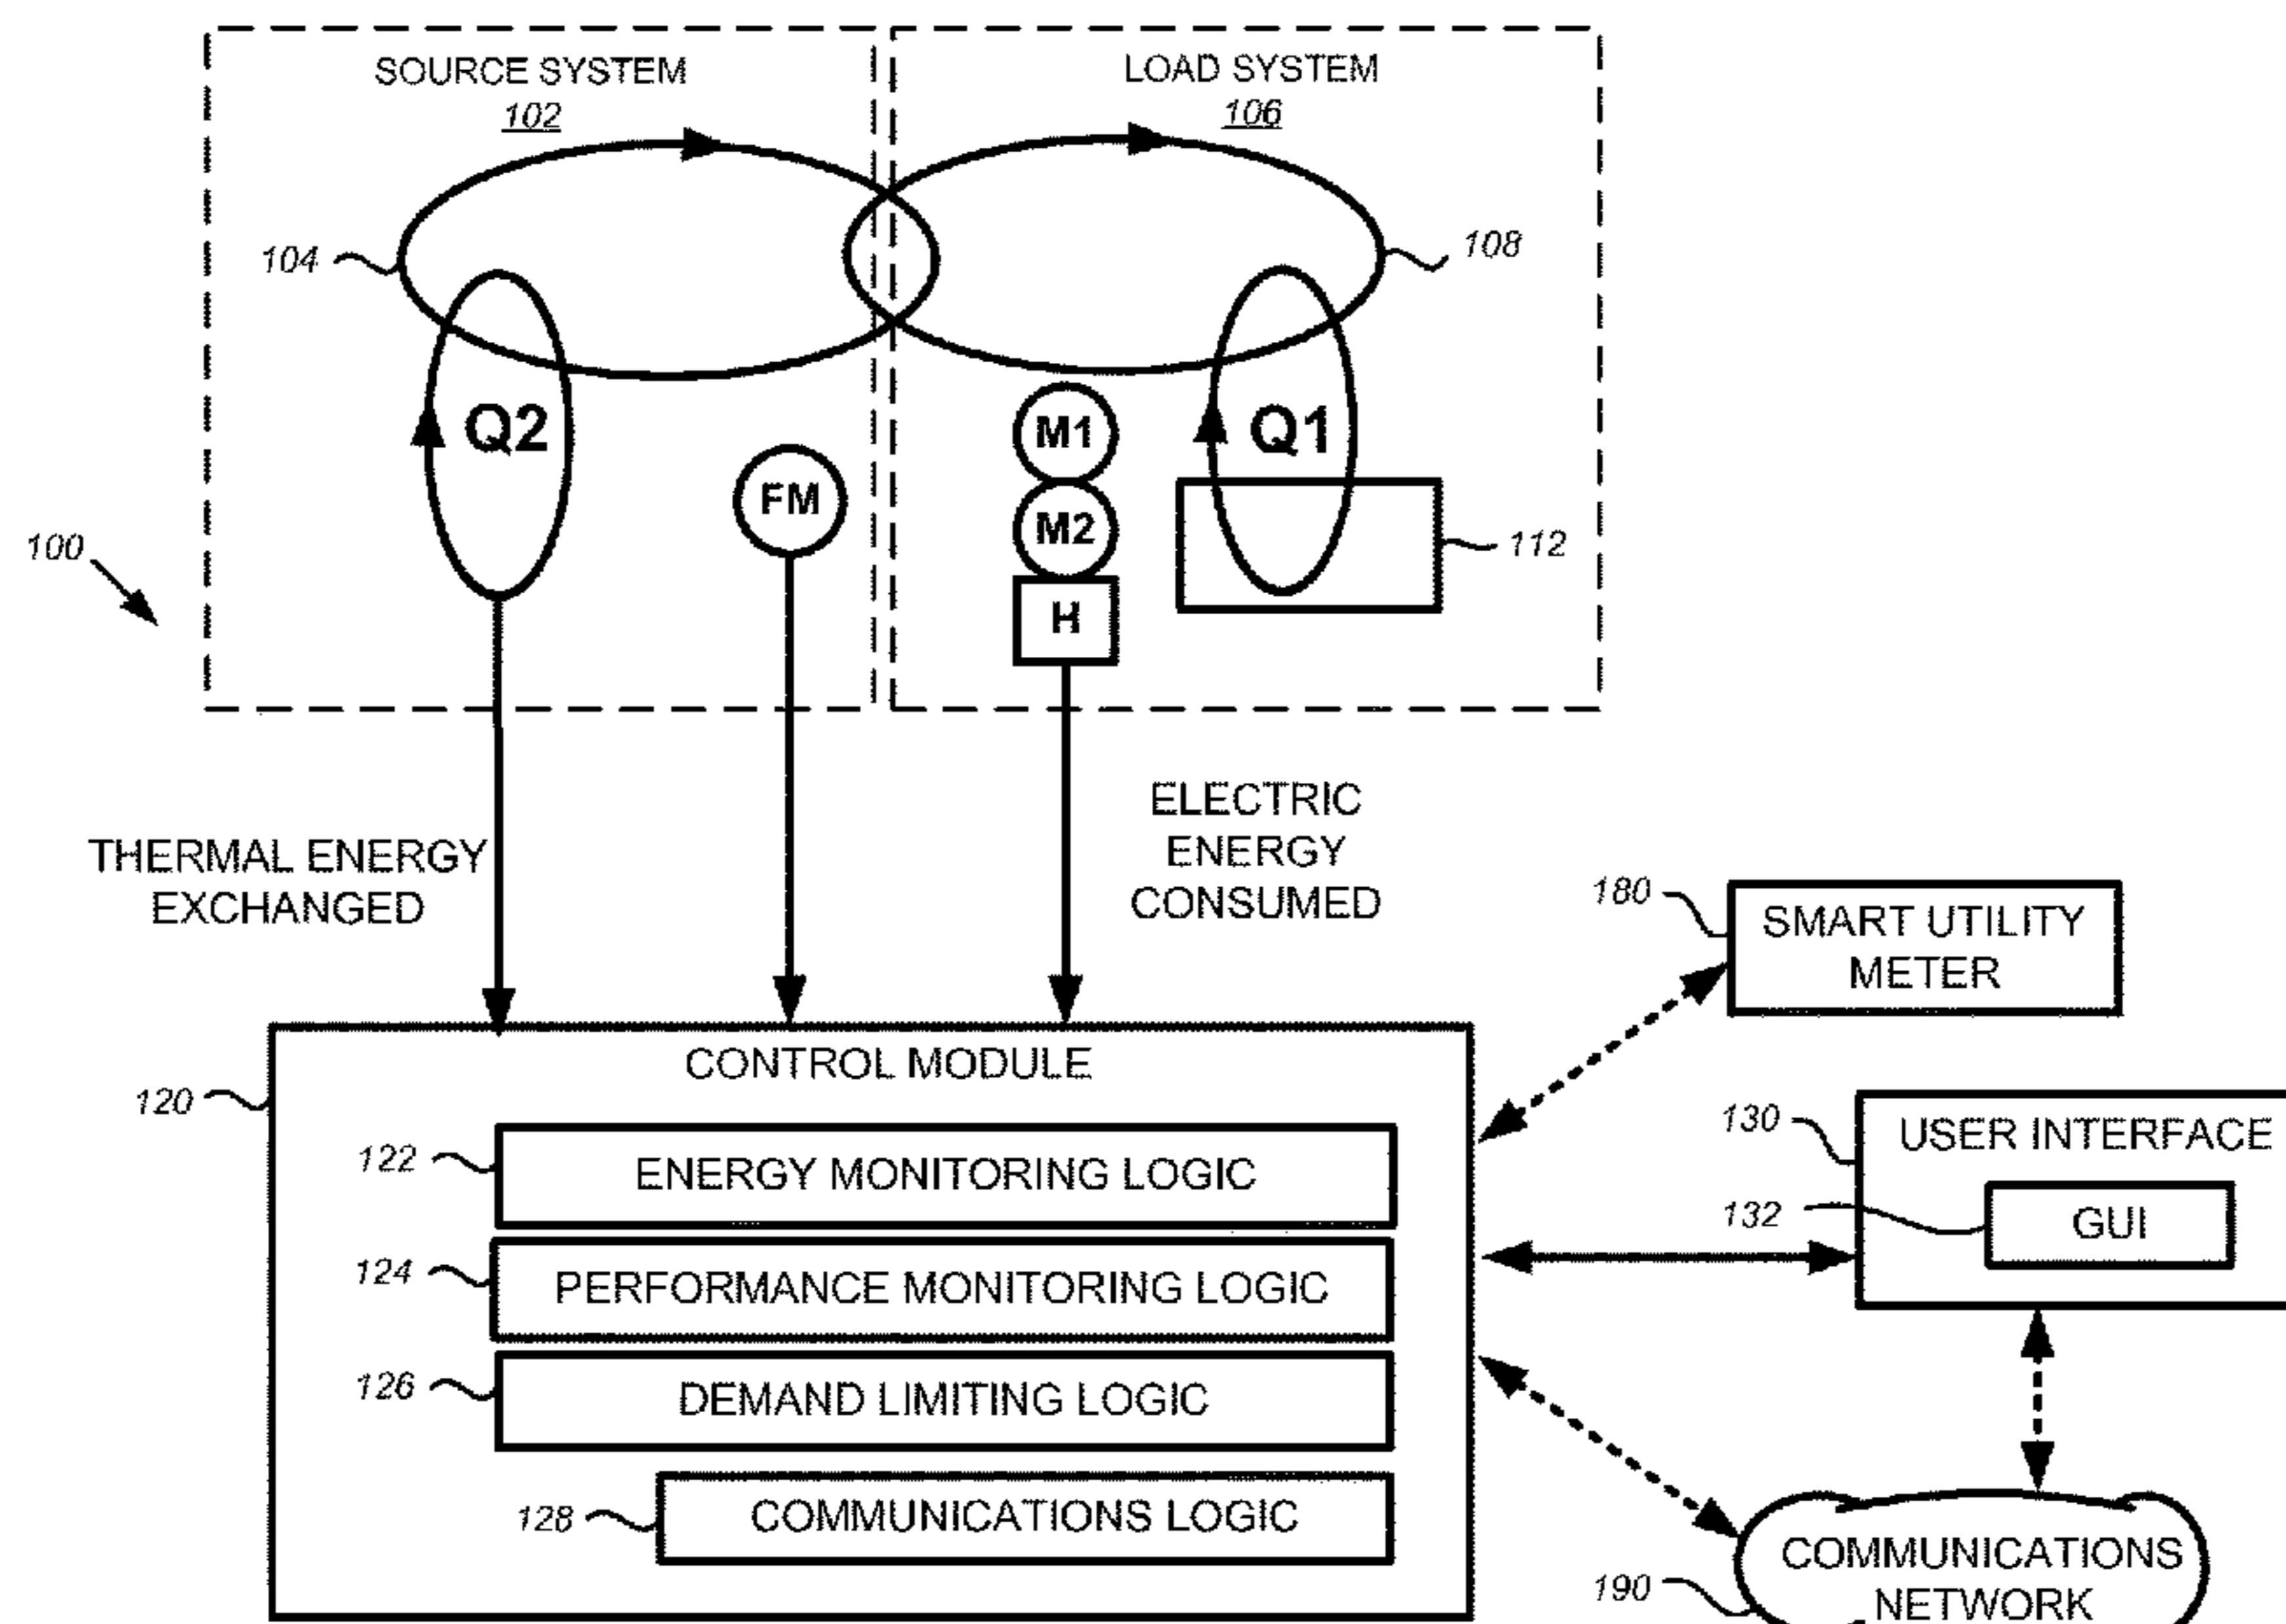 SOURCE SYSTEM
102
LOAD SYSTEM
106
104
108
Q2
FM
M1
M2
H
Q1
112
100
THERMAL ENERGY
EXCHANGED
ELECTRIC
ENERGY
CONSUMED
180
SMART UTILITY
METER
CONTROL MODULE
120
122
ENERGY MONITORING LOGIC
124
PERFORMANCE MONITORING LOGIC
126
DEMAND LIMITING LOGIC
128
COMMUNICATIONS LOGIC
130
USER INTERFACE
132
GUI
COMMUNICATIONS
NETWORK
190